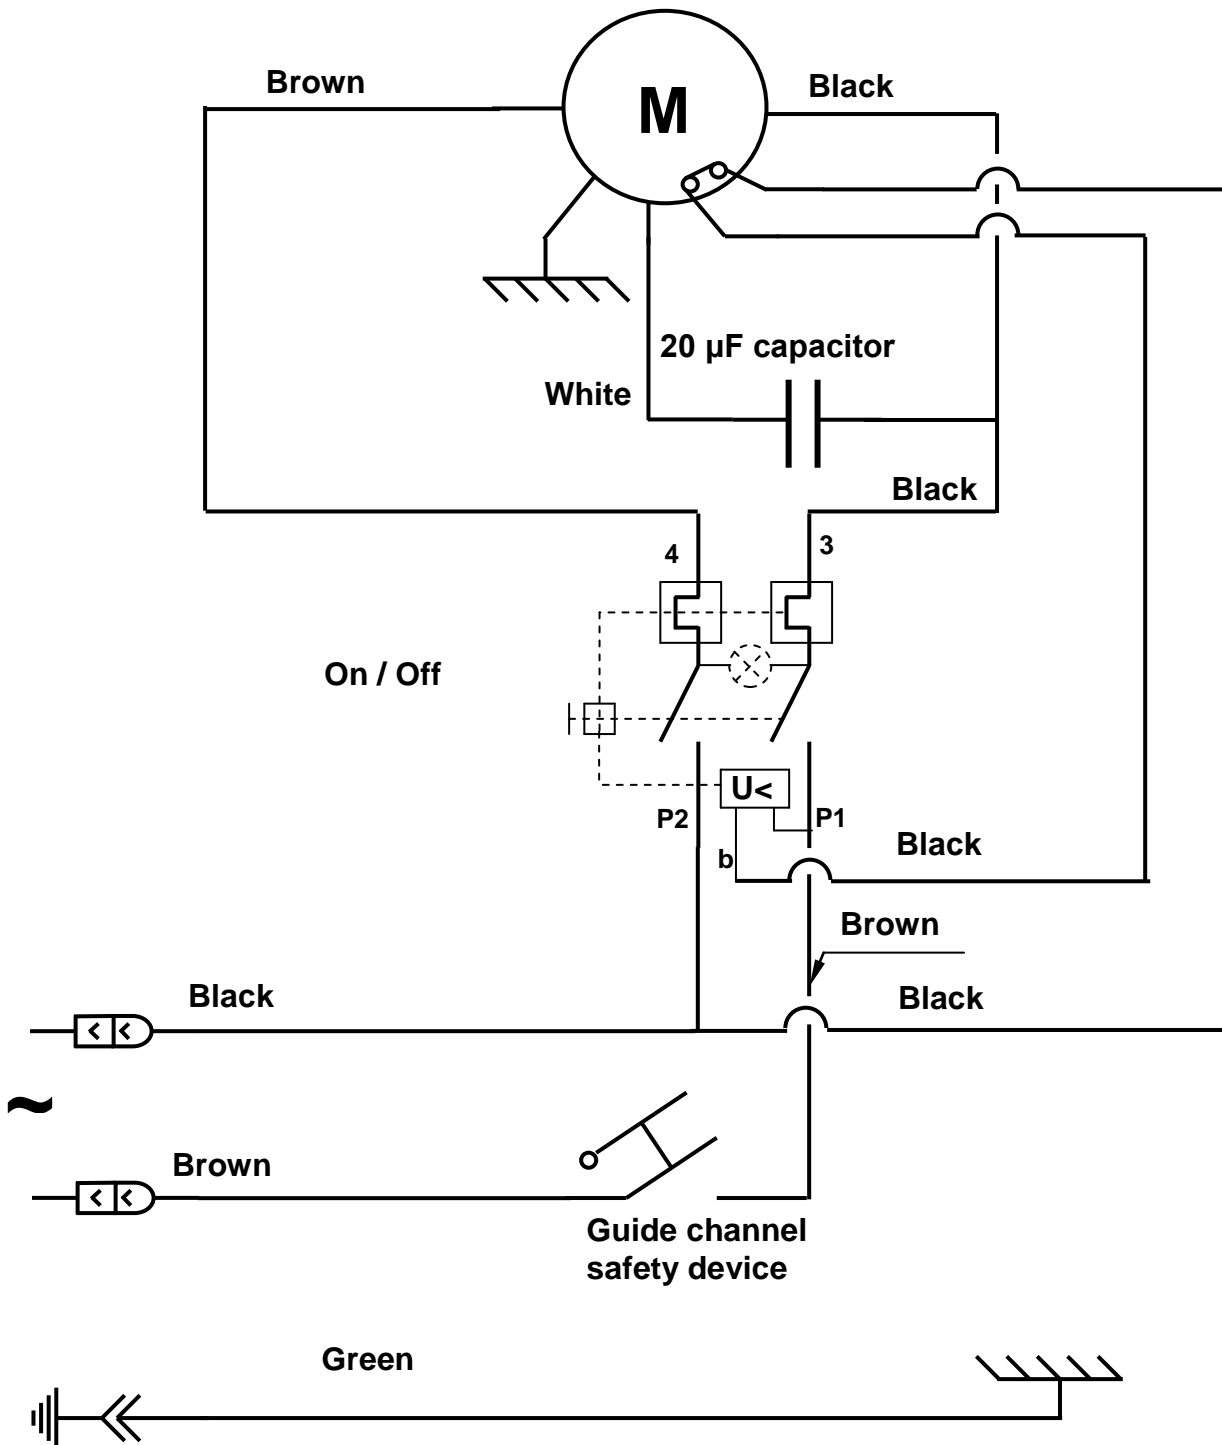 Brown
Black
M
20 µF capacitor
White
Black
4
3
On / Off
U<
P2
P1
b
Black
Brown
Black
Black
~
Brown
Guide channel
safety device
Green